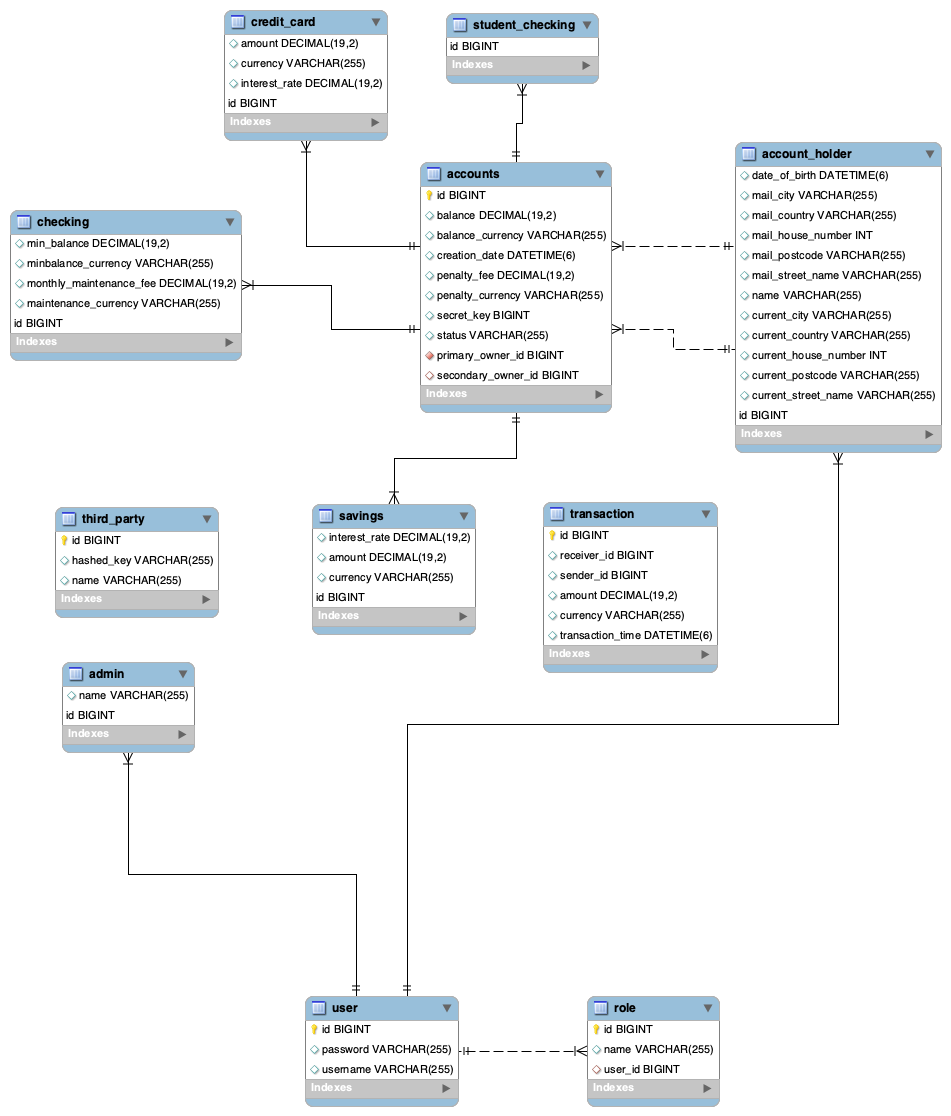 credit_card
amount DECIMAL(19,2)
currency VARCHAR(255)
interest_rate DECIMAL(19,2)
id BIGINT
Indexes
student_checking
id BIGINT
Indexes
accounts
id BIGINT
balance DECIMAL(19,2)
balance_currency VARCHAR(255)
creation_date DATETIME(6)
penalty_fee DECIMAL(19,2)
penalty_currency VARCHAR(255)
secret_key BIGINT
status VARCHAR(255)
primary_owner_id BIGINT
secondary_owner_id BIGINT
Indexes
account_holder
date_of_birth DATETIME(6)
mail_city VARCHAR(255)
mail_country VARCHAR(255)
mail_house_number INT
mail_postcode VARCHAR(255)
mail_street_name VARCHAR(255)
name VARCHAR(255)
current_city VARCHAR(255)
current_country VARCHAR(255)
current_house_number INT
current_postcode VARCHAR(255)
current_street_name VARCHAR(255)
id BIGINT
Indexes
checking
min_balance DECIMAL(19,2)
minbalance_currency VARCHAR(255)
monthly_maintenance_fee DECIMAL(19,2)
maintenance_currency VARCHAR(255)
id BIGINT
Indexes
third_party
id BIGINT
hashed_key VARCHAR(255)
name VARCHAR(255)
Indexes
savings
interest_rate DECIMAL(19,2)
amount DECIMAL(19,2)
currency VARCHAR(255)
id BIGINT
Indexes
transaction
id BIGINT
receiver_id BIGINT
sender_id BIGINT
amount DECIMAL(19,2)
currency VARCHAR(255)
transaction_time DATETIME(6)
Indexes
admin
name VARCHAR(255)
id BIGINT
Indexes
user
id BIGINT
password VARCHAR(255)
username VARCHAR(255)
Indexes
role
id BIGINT
name VARCHAR(255)
user_id BIGINT
Indexes